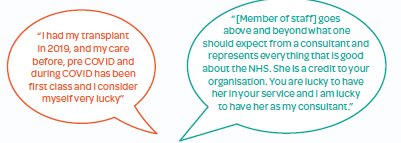 “I had my transplant
in 2019, and my care
before, pre COVID and
during COVID has been
first class and I consider
myself very lucky”
“[Member of staff] goes
above and beyond what one
should expect from a consultant and
represents everything that is good
about the NHS. She is a credit to your
organisation. You are lucky to have
her in your service and I am lucky
to have her as my consultant.”